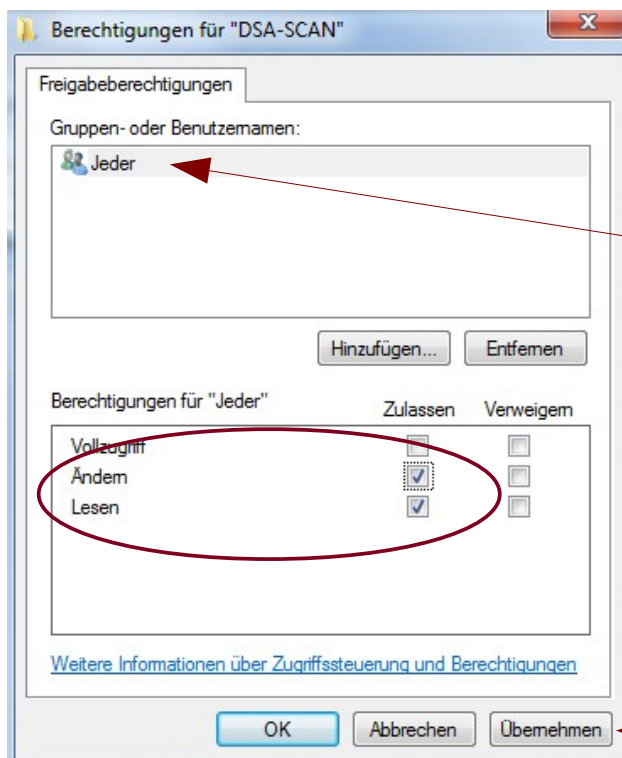 Berechtigungen für "DSA-SCAN"
Freigabeberechtigungen
Gruppen- oder Benutzernamen:
Jeder
Hinzufügen... Entfernen
Berechtigungen für "Jeder" Zulassen Verweigern
Vollzugriff
Ändern
Lesen
Weitere Informationen über Zugriffssteuerung und Berechtigungen
OK Abbrechen Übernehmen